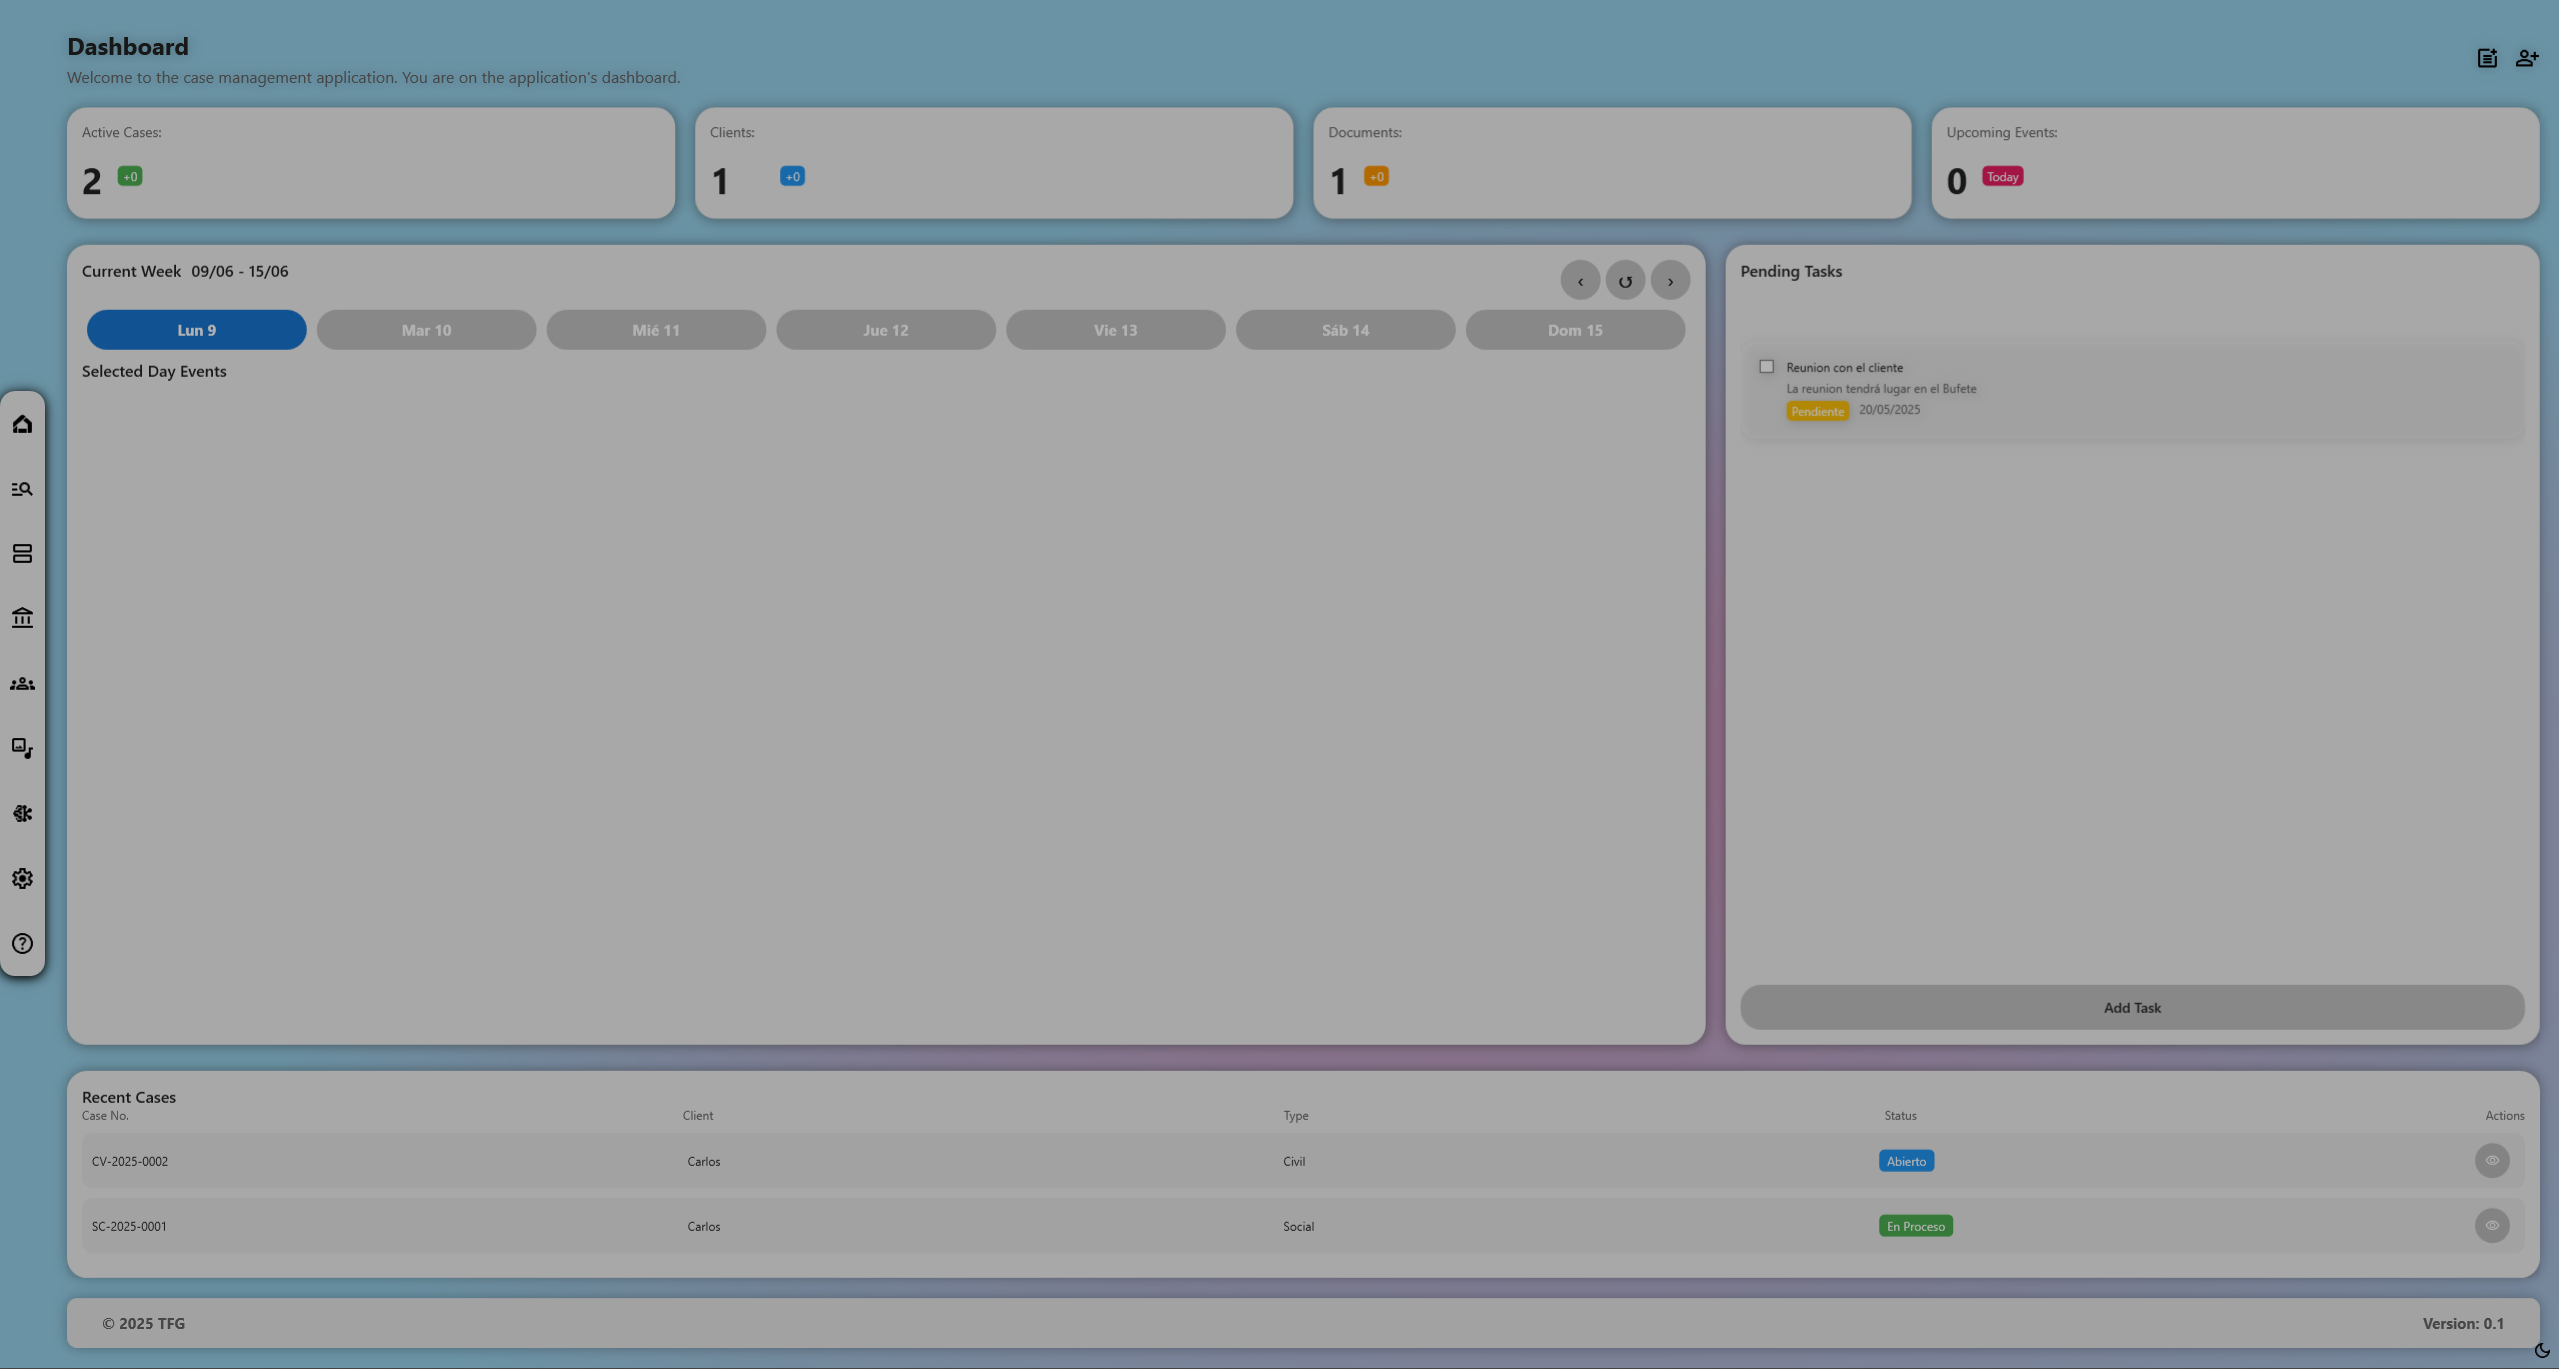 Dashboard
Welcome to the case management application. You are on the application's dashboard.
Active Cases:
2 +0
Clients:
1 +0
Documents:
1 +0
Upcoming Events:
0 Today
Current Week 09/06 - 15/06
‹ ↺ ›
Lun 9 Mar 10 Mié 11 Jue 12 Vie 13 Sáb 14 Dom 15
Selected Day Events
Pending Tasks
Reunion con el cliente
La reunion tendrá lugar en el Bufete
Pendiente 20/05/2025
Add Task
Recent Cases
Case No. Client Type Status Actions
CV-2025-0002 Carlos Civil Abierto
SC-2025-0001 Carlos Social En Proceso
© 2025 TFG
Version: 0.1